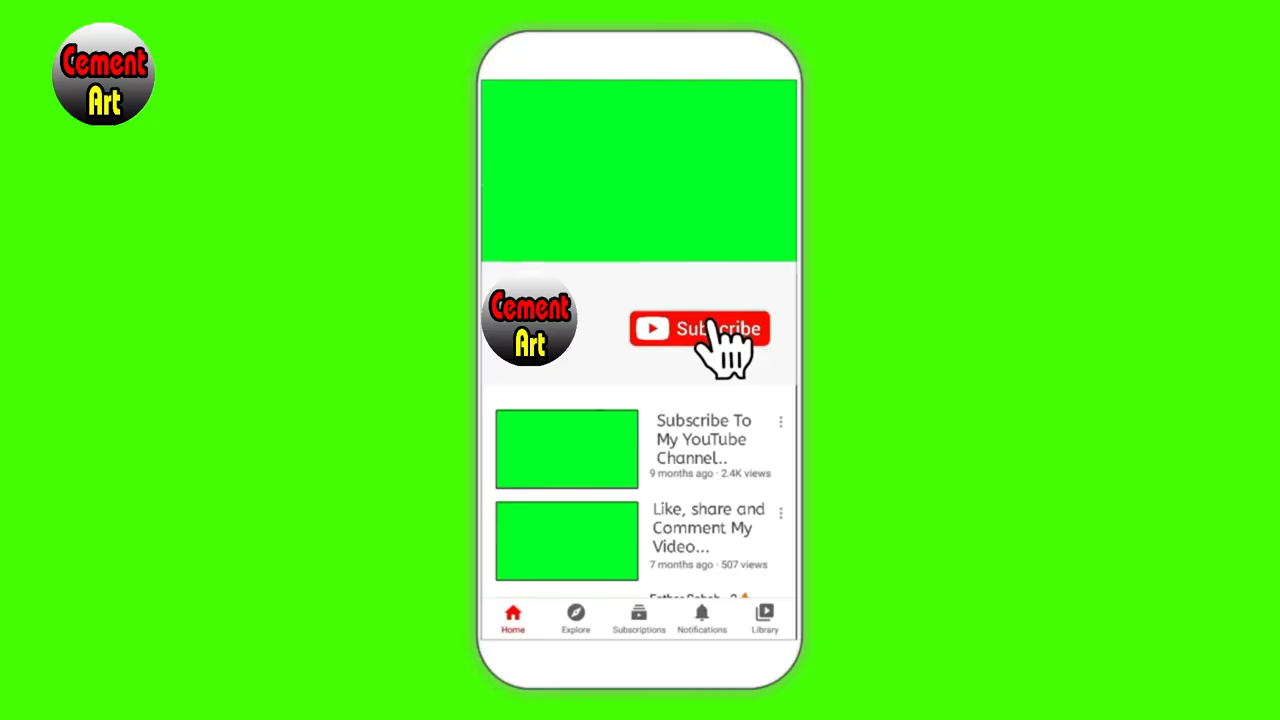 Cement
Art
Cement
Art
Subscribe
Subscribe To
My YouTube
Channel..
9 months ago · 2.4K views
Like, share and
Comment My
Video...
7 months ago · 507 views
Home
Explore
Subscriptions
Notifications
Library